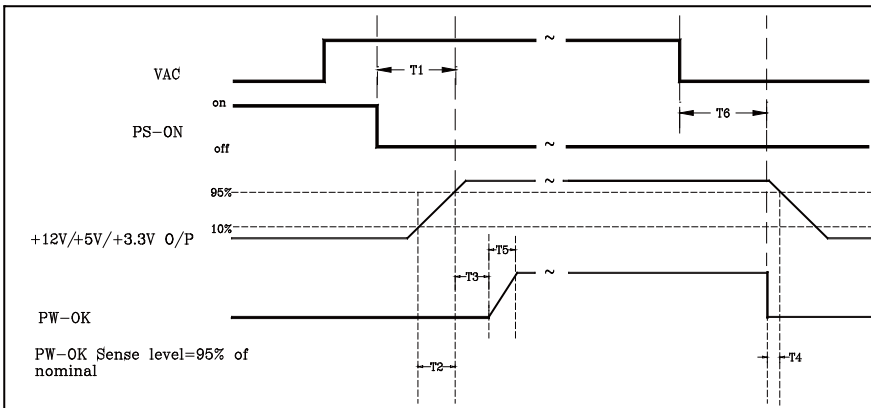 VAC
T1
on
PS-ON
T6
off
~
~
~
~
95%
10%
+12V/+5V/+3.3V O/P
T5
T3
PW-OK
PW-OK Sense level=95% of
nominal
T2
T4